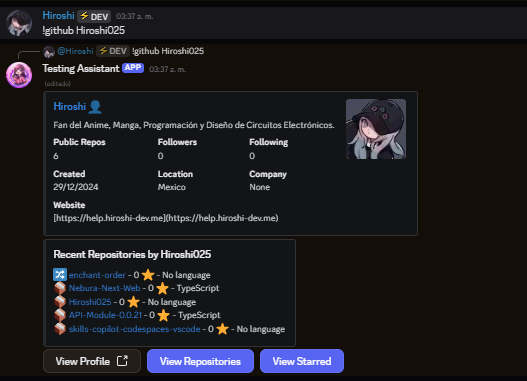 Hiroshi ⚡DEV 03:37 a. m.
!github Hiroshi025
@Hiroshi ⚡DEV !github Hiroshi025
Testing Assistant APP 03:37 a. m.
(editado)
Hiroshi 👤
Fan del Anime, Manga, Programación y Diseño de Circuitos Electrónicos.
Public Repos Followers Following
6 0 0
Created Location Company
29/12/2024 Mexico None
Website
[https://help.hiroshi-dev.me](https://help.hiroshi-dev.me)
Recent Repositories by Hiroshi025
🔀 enchant-order - 0 ⭐ - No language
Nebura-Next-Web - 0 ⭐ - TypeScript
Hiroshi025 - 0 ⭐ - No language
API-Module-0.0.21 - 0 ⭐ - TypeScript
skills-copilot-codespaces-vscode - 0 ⭐ - No language
View Profile View Repositories View Starred